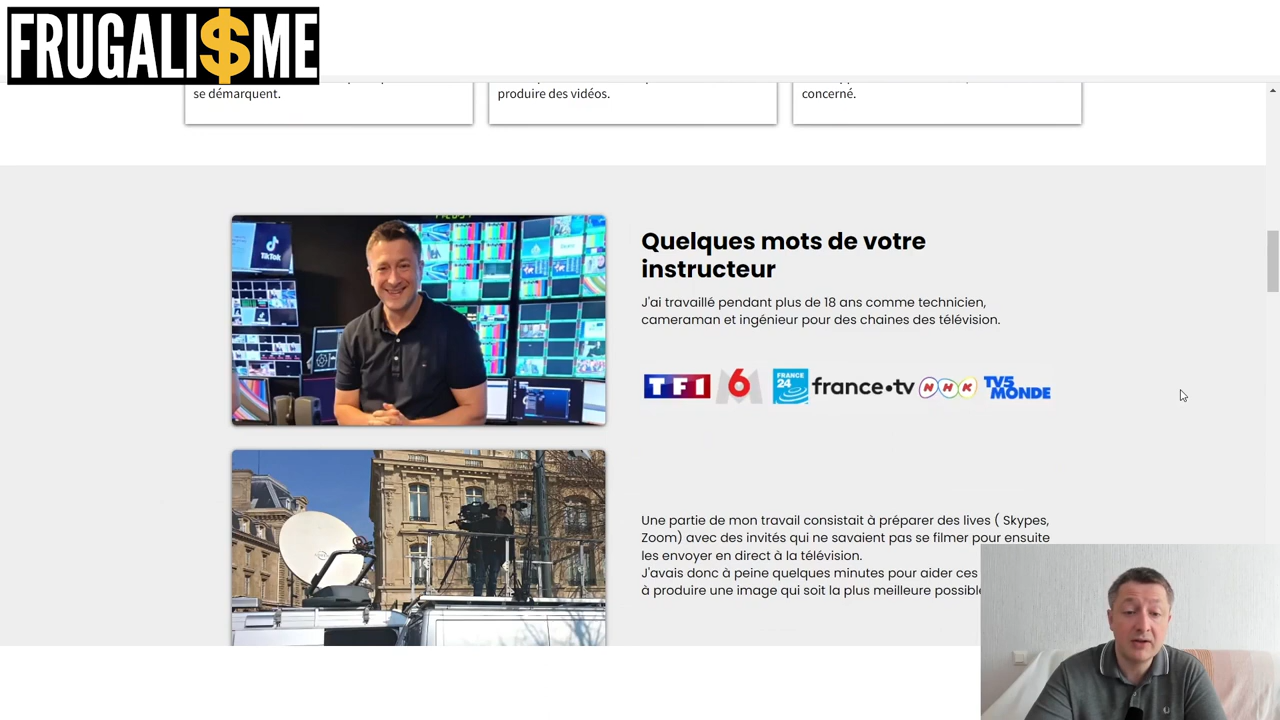 FRUGALI$ME
se démarquent.
produire des vidéos.
concerné.
TikTok
Quelques mots de votre
instructeur
J'ai travaillé pendant plus de 18 ans comme technicien,
cameraman et ingénieur pour des chaines des télévision.
TF1 6 FRANCE 24 france•tv NHK TV5 MONDE
Une partie de mon travail consistait à préparer des lives ( Skypes,
Zoom) avec des invités qui ne savaient pas se filmer pour ensuite
les envoyer en direct à la télévision.
J'avais donc à peine quelques minutes pour aider ces
à produire une image qui soit la plus meilleure possible